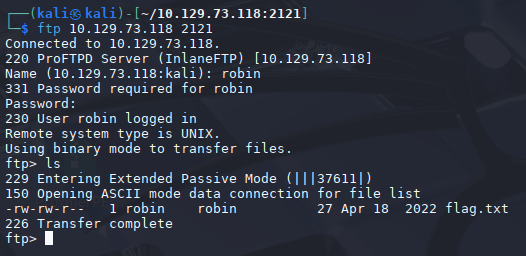 ┌──(kali㉿kali)-[~/10.129.73.118:2121]
└─$ ftp 10.129.73.118 2121
Connected to 10.129.73.118.
220 ProFTPD Server (InlaneFTP) [10.129.73.118]
Name (10.129.73.118:kali): robin
331 Password required for robin
Password:
230 User robin logged in
Remote system type is UNIX.
Using binary mode to transfer files.
ftp> ls
229 Entering Extended Passive Mode (|||37611|)
150 Opening ASCII mode data connection for file list
-rw-rw-r--   1 robin    robin          27 Apr 18  2022 flag.txt
226 Transfer complete
ftp>